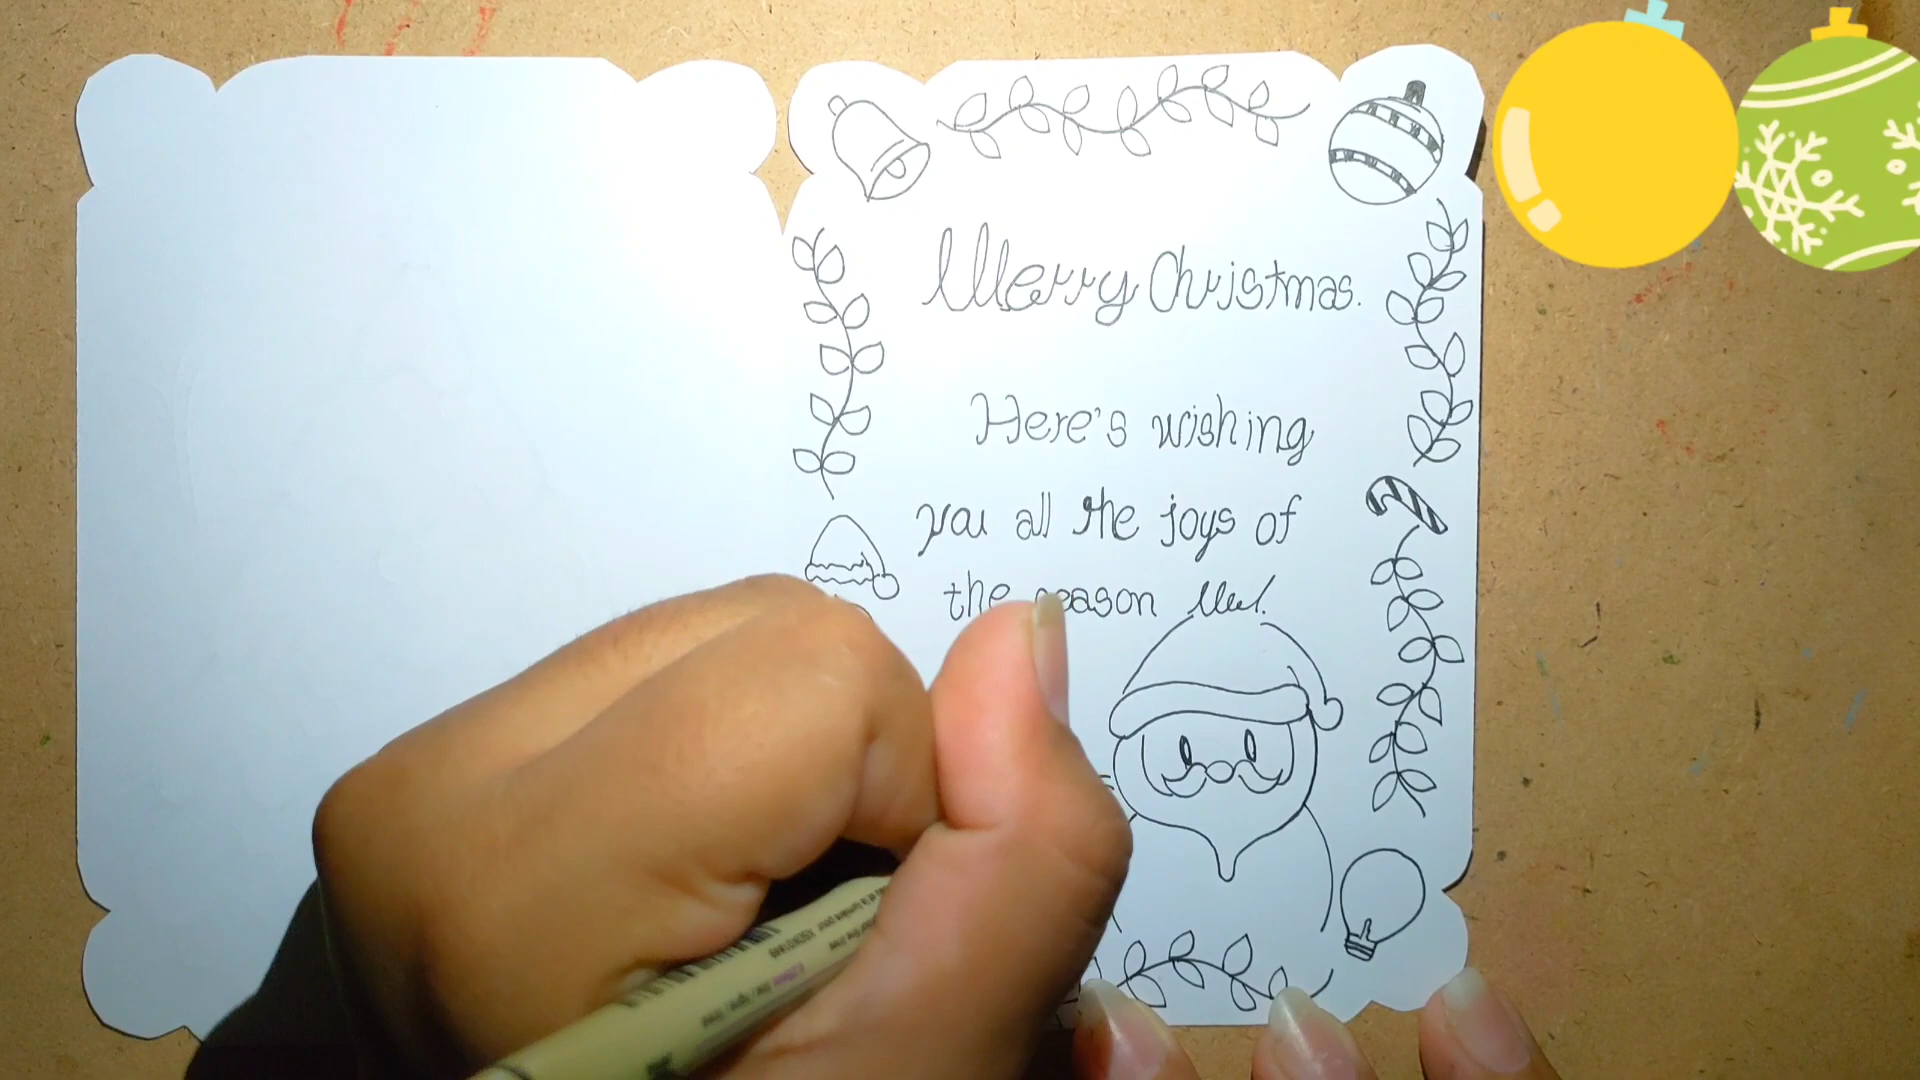 Merry Christmas.
Here's wishing
you all the joys of
the season